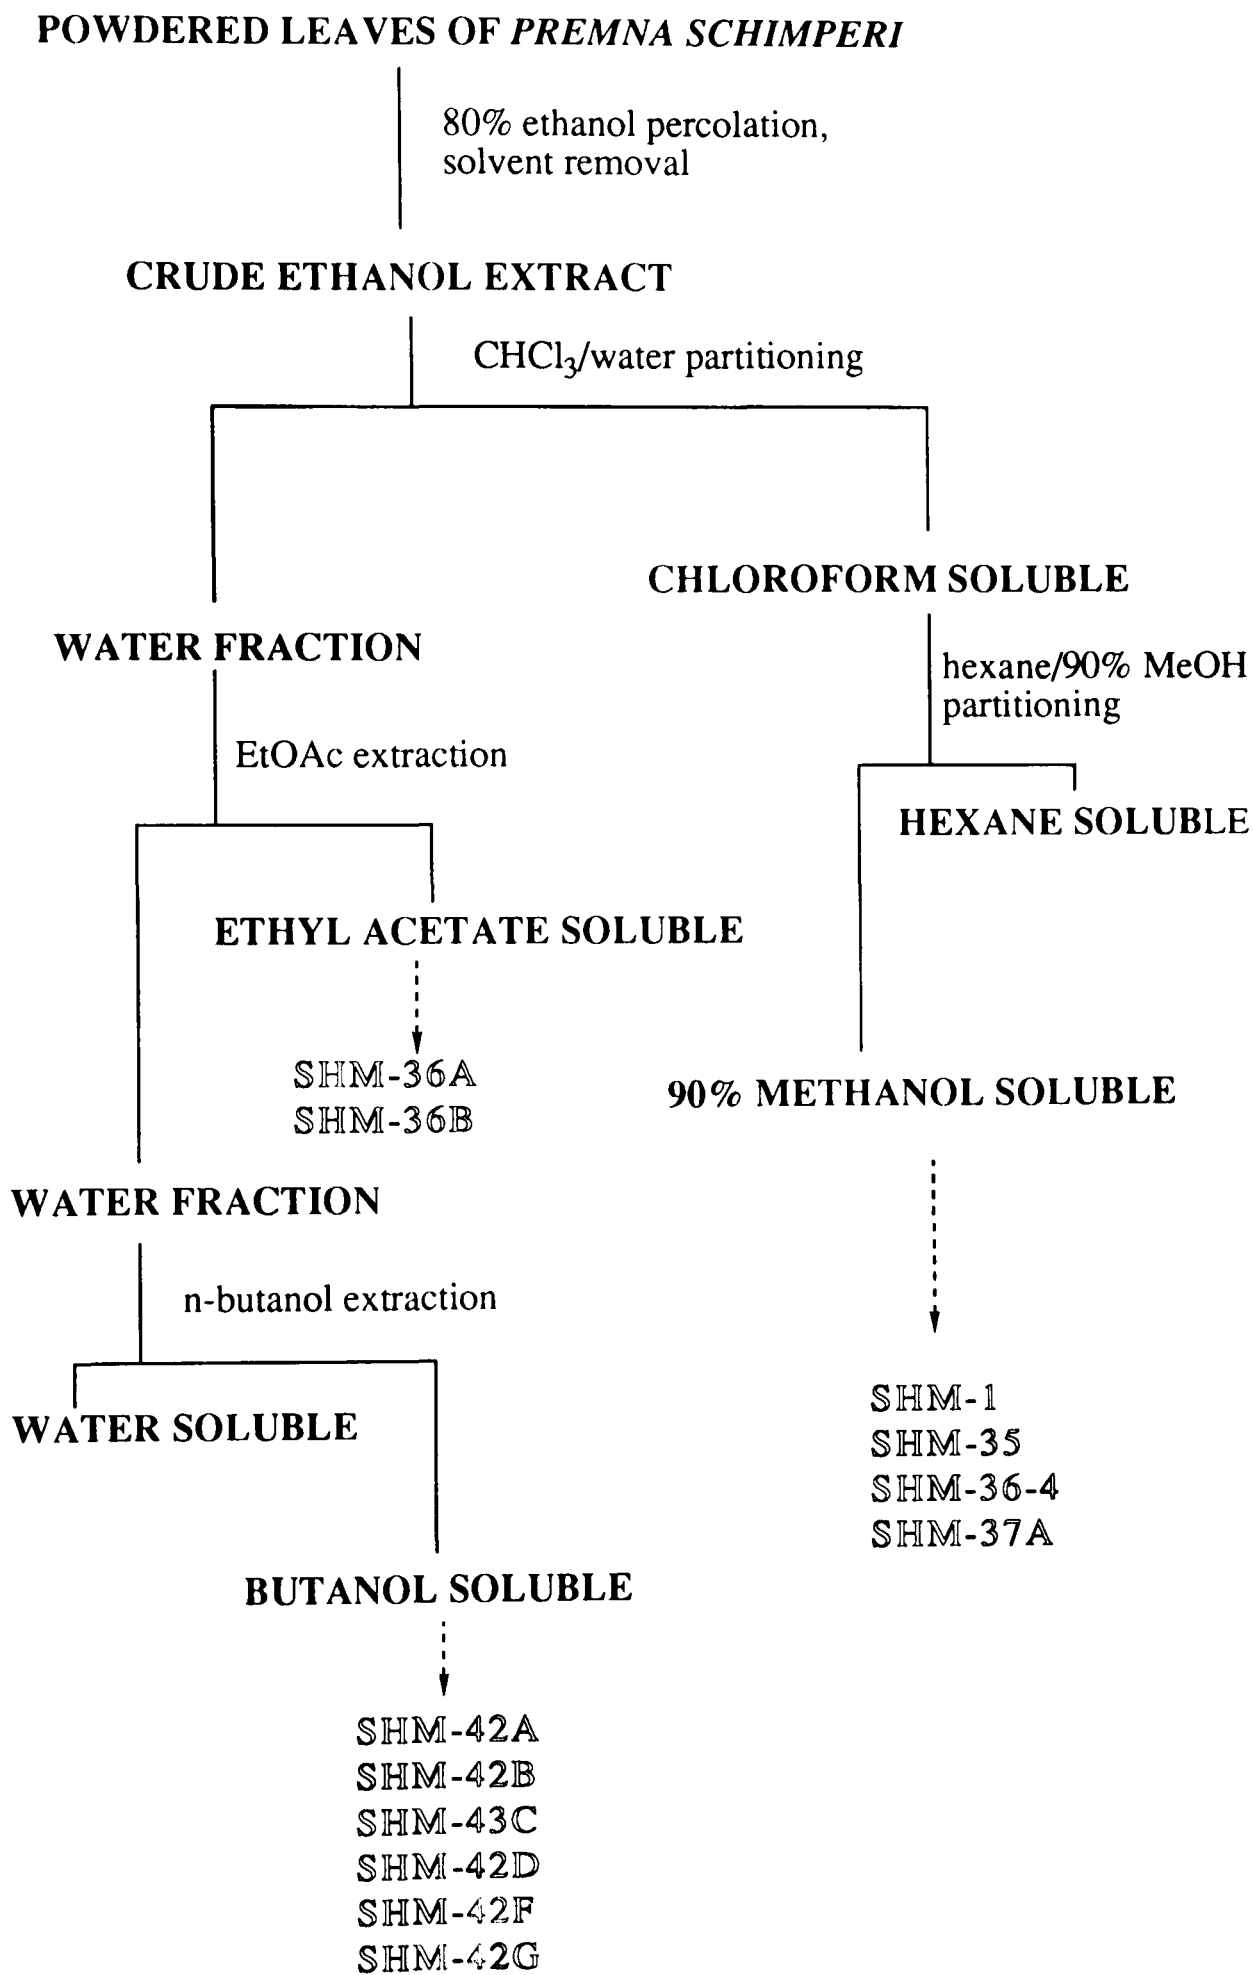 POWDERED LEAVES OF PREMNA SCHIMPERI
80% ethanol percolation,
solvent removal
CRUDE ETHANOL EXTRACT
CHCl₃/water partitioning
CHLOROFORM SOLUBLE
WATER FRACTION
hexane/90% MeOH
partitioning
EtOAc extraction
HEXANE SOLUBLE
ETHYL ACETATE SOLUBLE
SHM-36A
SHM-36B
90% METHANOL SOLUBLE
WATER FRACTION
n-butanol extraction
WATER SOLUBLE
SHM-1
SHM-35
SHM-36-4
SHM-37A
BUTANOL SOLUBLE
SHM-42A
SHM-42B
SHM-43C
SHM-42D
SHM-42F
SHM-42G